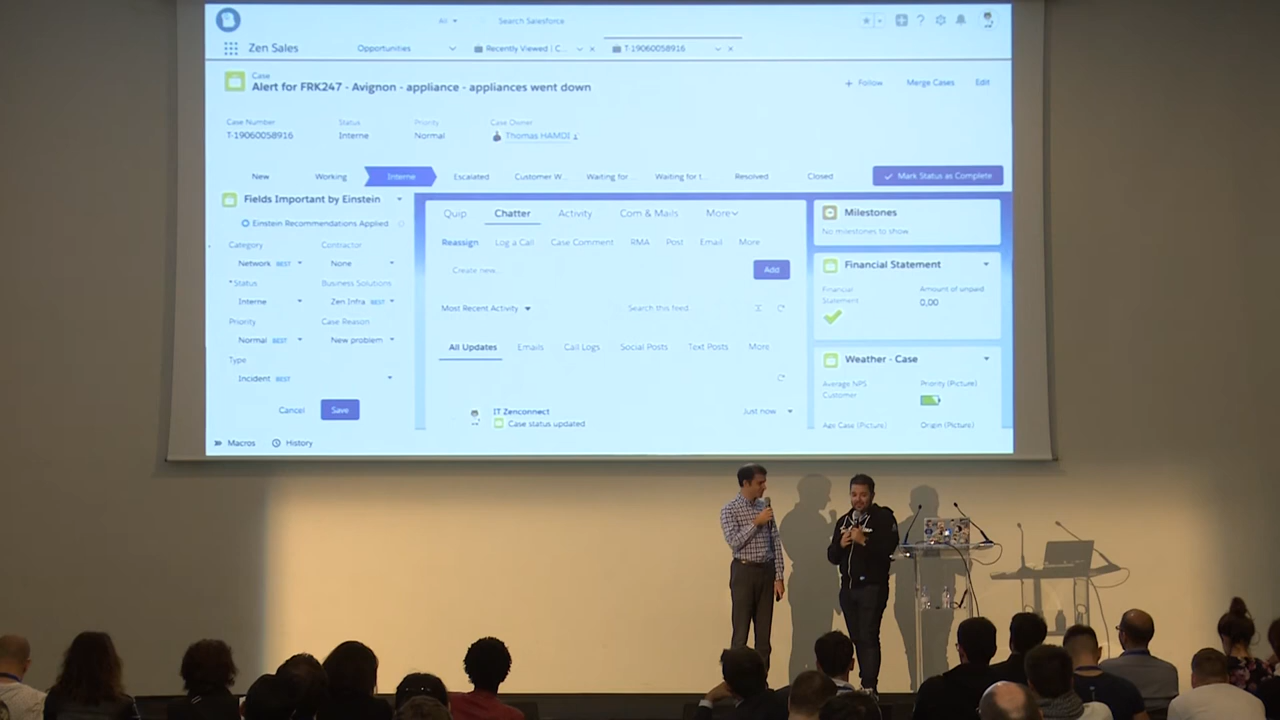 All
Search Salesforce
Zen Sales
Opportunities
Recently Viewed | C...
T-19060058916
Case
Alert for FRK247 - Avignon - appliance - appliances went down
Follow
Merge Cases
Edit
Case Number
Status
Priority
Case Owner
T-19060058916
Interne
Normal
Thomas HAMDI
New
Working
Interne
Escalated
Customer W...
Waiting for...
Waiting for t...
Resolved
Closed
Mark Status as Complete
Fields Important by Einstein
Einstein Recommendations Applied
Category
Contractor
Network BEST
None
*Status
Business Solutions
Interne
Zen Infra BEST
Priority
Case Reason
Normal BEST
New problem
Type
Incident BEST
Cancel
Save
Macros
History
Quip
Chatter
Activity
Com & Mails
More
Reassign
Log a Call
Case Comment
RMA
Post
Email
More
Create new...
Add
Most Recent Activity
Search this feed...
All Updates
Emails
Call Logs
Social Posts
Text Posts
More
IT Zenconnect
Just now
Case status updated
Milestones
No milestones to show.
Financial Statement
Financial Statement
Amount of unpaid
0,00
Weather - Case
Average NPS Customer
Priority (Picture)
Age Case (Picture)
Origin (Picture)